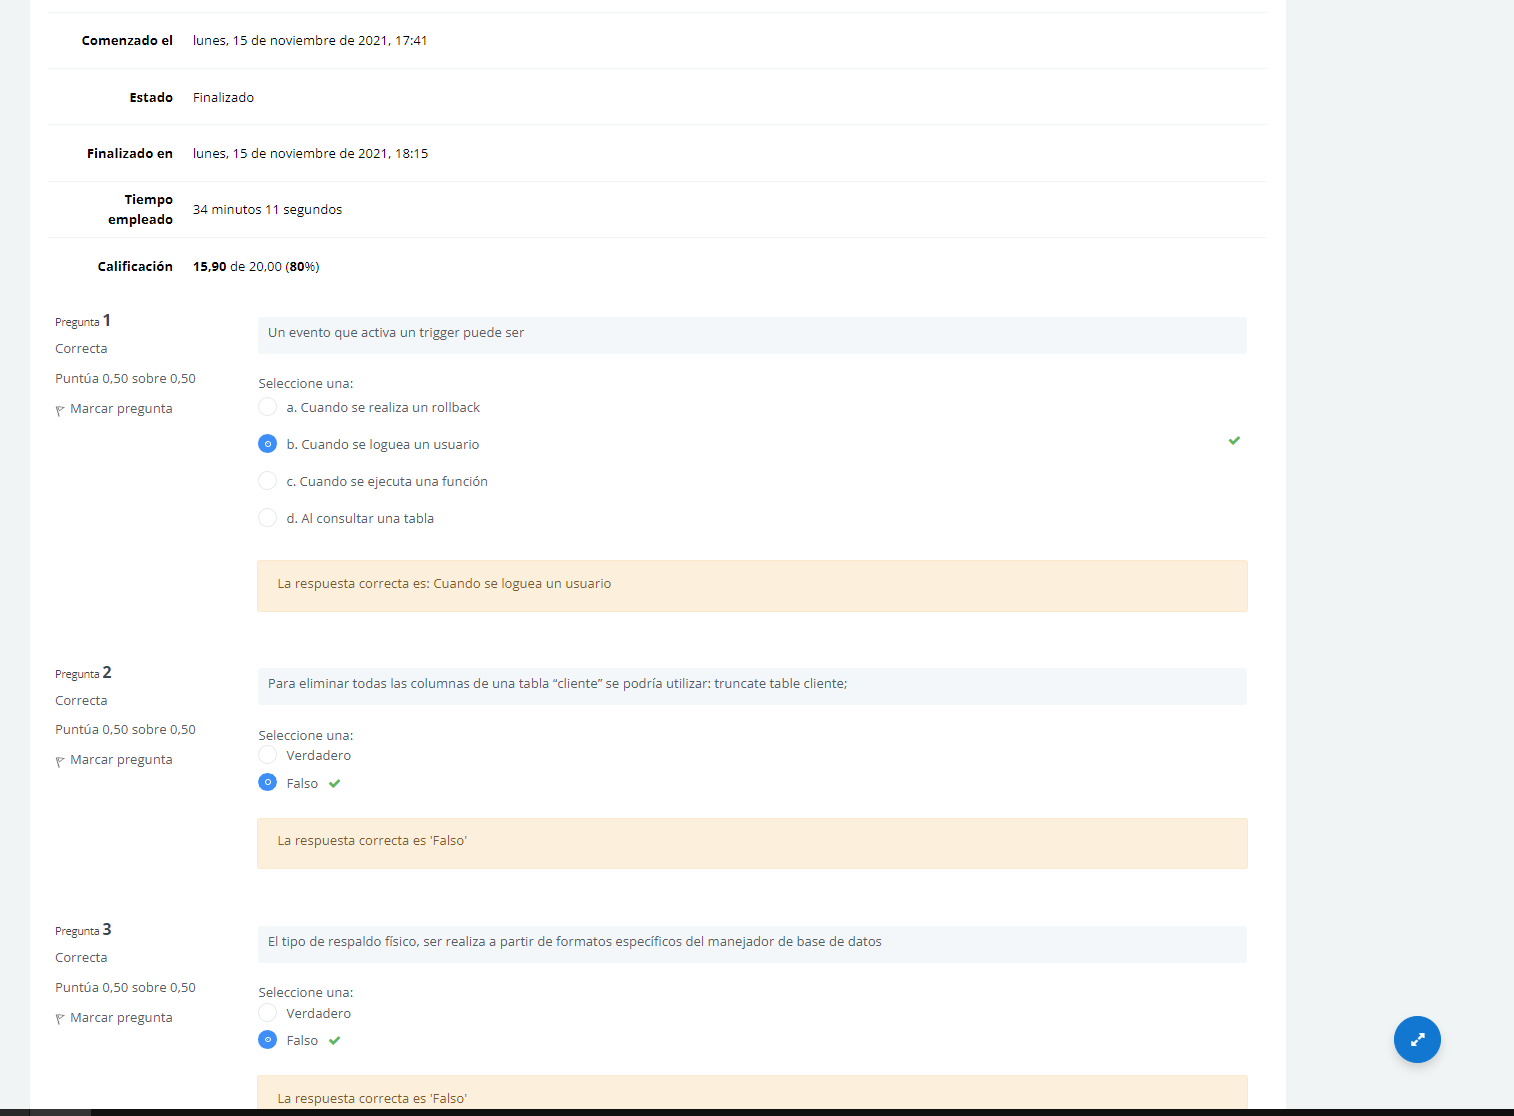 Comenzado el lunes, 15 de noviembre de 2021, 17:41
Estado Finalizado
Finalizado en lunes, 15 de noviembre de 2021, 18:15
Tiempo empleado 34 minutos 11 segundos
Calificación 15,90 de 20,00 (80%)
Pregunta 1
Correcta
Puntúa 0,50 sobre 0,50
Marcar pregunta
Un evento que activa un trigger puede ser
Seleccione una:
a. Cuando se realiza un rollback
b. Cuando se loguea un usuario
c. Cuando se ejecuta una función
d. Al consultar una tabla
La respuesta correcta es: Cuando se loguea un usuario
Pregunta 2
Correcta
Puntúa 0,50 sobre 0,50
Marcar pregunta
Para eliminar todas las columnas de una tabla “cliente” se podría utilizar: truncate table cliente;
Seleccione una:
Verdadero
Falso
La respuesta correcta es 'Falso'
Pregunta 3
Correcta
Puntúa 0,50 sobre 0,50
Marcar pregunta
El tipo de respaldo físico, ser realiza a partir de formatos específicos del manejador de base de datos
Seleccione una:
Verdadero
Falso
La respuesta correcta es 'Falso'